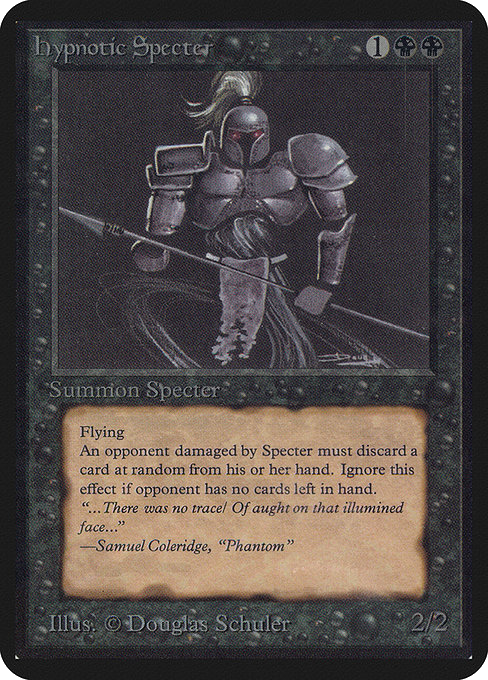 Hypnotic Specter 1
Doug
Summon Specter
Flying
An opponent damaged by Specter must discard a
card at random from his or her hand. Ignore this
effect if opponent has no cards left in hand.
“...There was no trace/ Of aught on that illumined
face...”
—Samuel Coleridge, “Phantom”
Illus. © Douglas Schuler 2/2